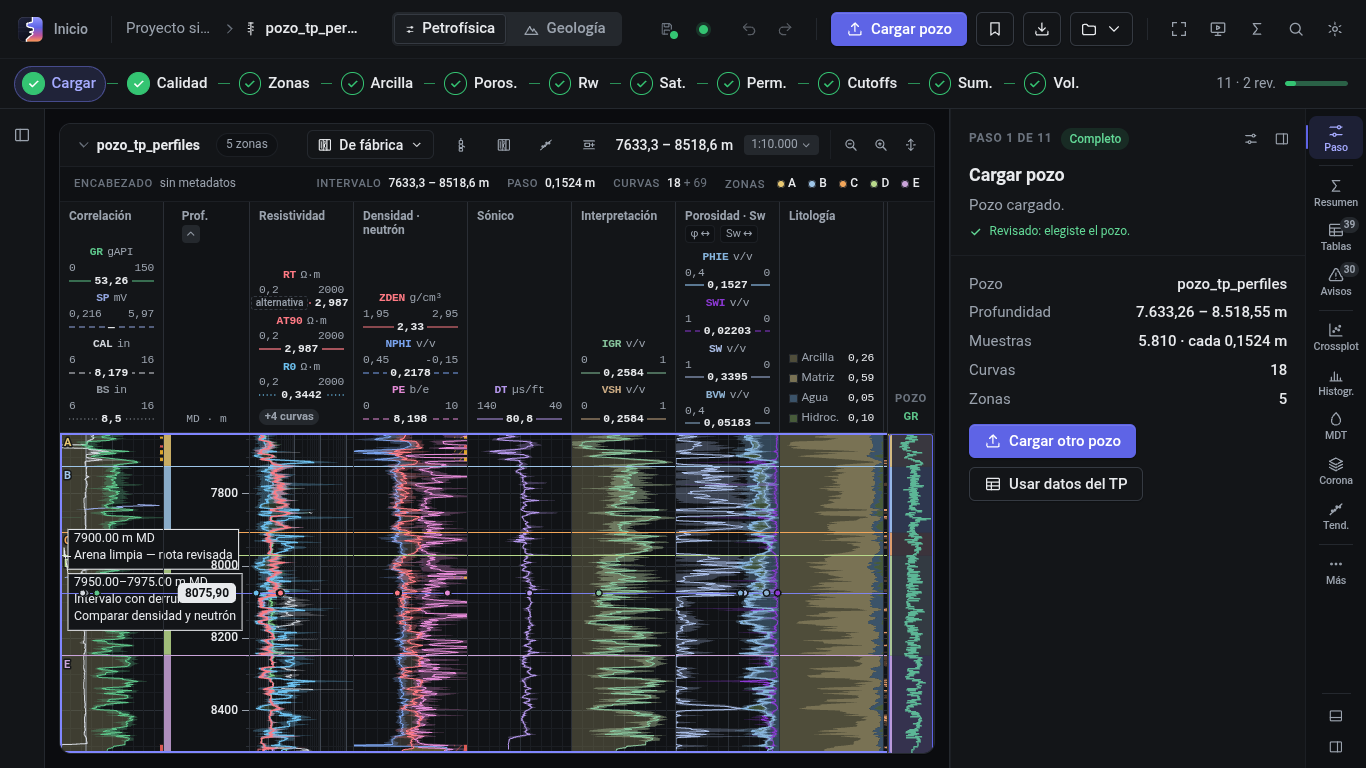 Inicio
Proyecto si...
pozo_tp_per...
Petrofísica
Geología
Cargar pozo
Cargar
Calidad
Zonas
Arcilla
Poros.
Rw
Sat.
Perm.
Cutoffs
Sum.
Vol.
11 · 2 rev.
pozo_tp_perfiles
5 zonas
De fábrica
7633,3 – 8518,6 m
1:10.000
ENCABEZADO sin metadatos
INTERVALO 7633,3 – 8518,6 m
PASO 0,1524 m
CURVAS 18 + 69
ZONAS
A
B
C
D
E
Correlación
GR gAPI
0 150
53,26
SP mV
0,216 5,97
–
CAL in
6 16
8,179
BS in
6 16
8,5
Prof.
MD · m
Resistividad
RT Ω·m
0,2 2000
alternativa · 2,987
AT90 Ω·m
0,2 2000
2,987
R0 Ω·m
0,2 2000
0,3442
+4 curvas
Densidad ·
neutrón
ZDEN g/cm³
1,95 2,95
2,33
NPHI v/v
0,45 -0,15
0,2178
PE b/e
0 10
8,198
Sónico
DT µs/ft
140 40
80,8
Interpretación
IGR v/v
0 1
0,2584
VSH v/v
0 1
0,2584
Porosidad · Sw
φ ↔ Sw ↔
PHIE v/v
0,4 0
0,1527
SWI v/v
1 0
0,02203
SW v/v
1 0
0,3395
BVW v/v
0,4 0
0,05183
Litología
Arcilla 0,26
Matriz 0,59
Agua 0,05
Hidroc. 0,10
POZO
GR
A
B
E
7800
8000
8200
8400
7900.00 m MD
Arena limpia — nota revisada
7950.00–7975.00 m MD
Intervalo con derru
Comparar densidad y neutrón
8075,90
PASO 1 DE 11
Completo
Cargar pozo
Pozo cargado.
Revisado: elegiste el pozo.
Pozo pozo_tp_perfiles
Profundidad 7.633,26 – 8.518,55 m
Muestras 5.810 · cada 0,1524 m
Curvas 18
Zonas 5
Cargar otro pozo
Usar datos del TP
Paso
Resumen
39
Tablas
30
Avisos
Crossplot
Histogr.
MDT
Corona
Tend.
Más